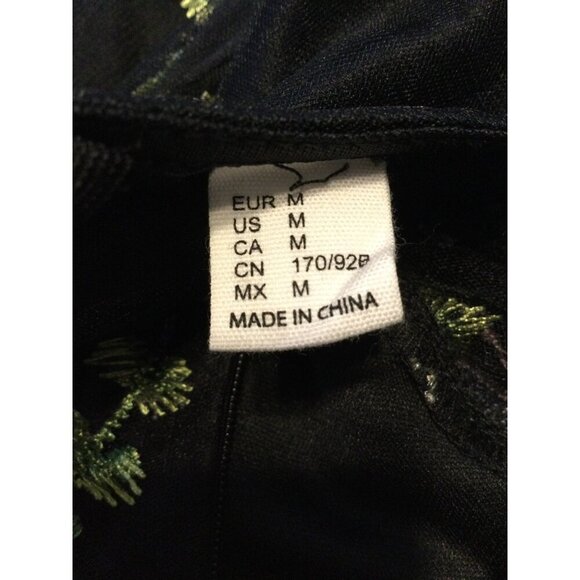 EUR M
US M
CA M
CN 170/92B
MX M
MADE IN CHINA